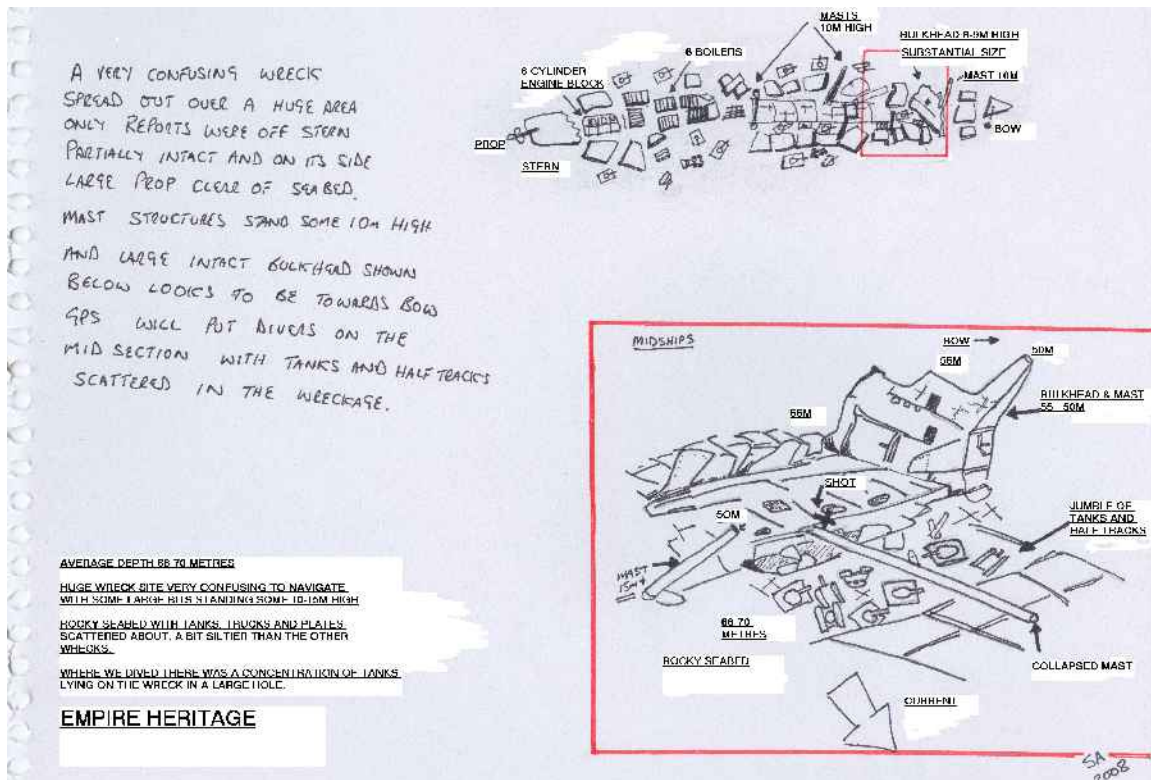 A VERY CONFUSING WRECK
SPREAD OUT OVER A HUGE AREA
ONLY REPORTS WERE OFF STERN
PARTIALLY INTACT AND ON ITS SIDE
LARGE PROP CLEAR OF SEABED.
MAST STRUCTURES STAND SOME 10M HIGH
AND LARGE INTACT BULKHEAD SHOWN
BELOW LOOKS TO BE TOWARDS BOW
GPS WILL PUT DIVERS ON THE
MID SECTION WITH TANKS AND HALFTRACKS
SCATTERED IN THE WRECKAGE.
MASTS
10M HIGH
BULKHEAD 8-9M HIGH
SUBSTANTIAL SIZE
MAST 10M
6 BOILERS
6 CYLINDER
ENGINE BLOCK
PROP
STERN
BOW
MIDSHIPS
BOW
55M
50M
BULKHEAD & MAST
55 50M
66M
SHOT
50M
JUMBLE OF
TANKS AND
HALF TRACKS
MAST
15M+
66 70
METRES
ROCKY SEABED
COLLAPSED MAST
CURRENT
SA
2008
AVERAGE DEPTH 68 70 METRES
HUGE WRECK SITE VERY CONFUSING TO NAVIGATE
WITH SOME LARGE BITS STANDING SOME 10-15M HIGH
ROCKY SEABED WITH TANKS, TRUCKS AND PLATES
SCATTERED ABOUT. A BIT SILTIER THAN THE OTHER
WRECKS.
WHERE WE DIVED THERE WAS A CONCENTRATION OF TANKS
LYING ON THE WRECK IN A LARGE HOLE.
EMPIRE HERITAGE